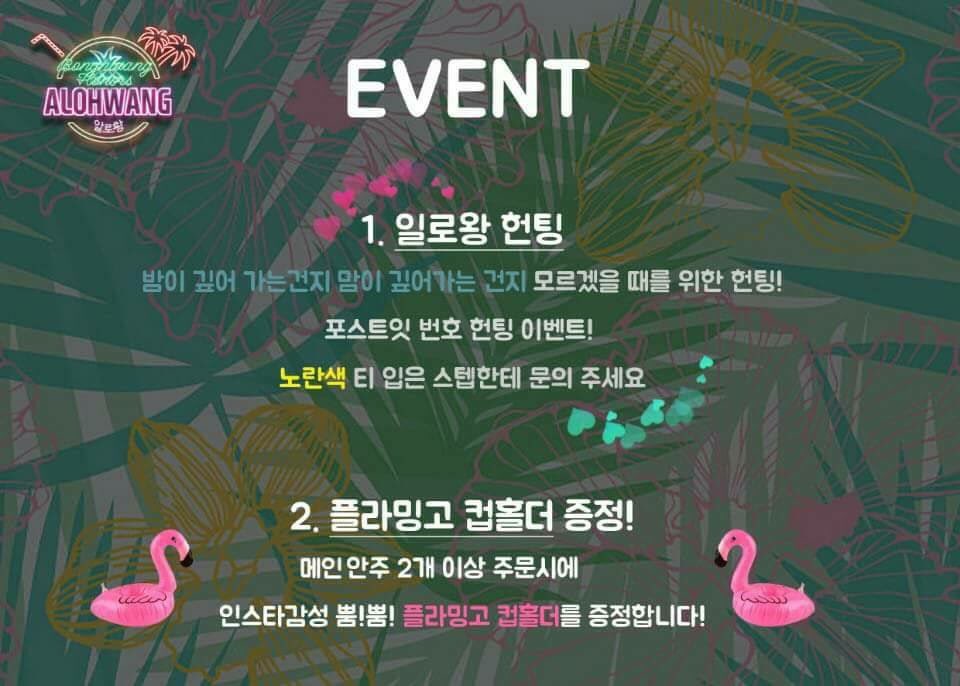 Bonghwang
Aehors
ALOHWANG
알로황
EVENT
1. 일로왕 헌팅
밤이 깊어 가는건지 맘이 깊어가는 건지 모르겠을 때를 위한 헌팅!
포스트잇 번호 헌팅 이벤트!
노란색 티 입은 스텝한테 문의 주세요
2. 플라밍고 컵홀더 증정!
메인안주 2개 이상 주문시에
인스타감성 뿜!뿜! 플라밍고 컵홀더를 증정합니다!